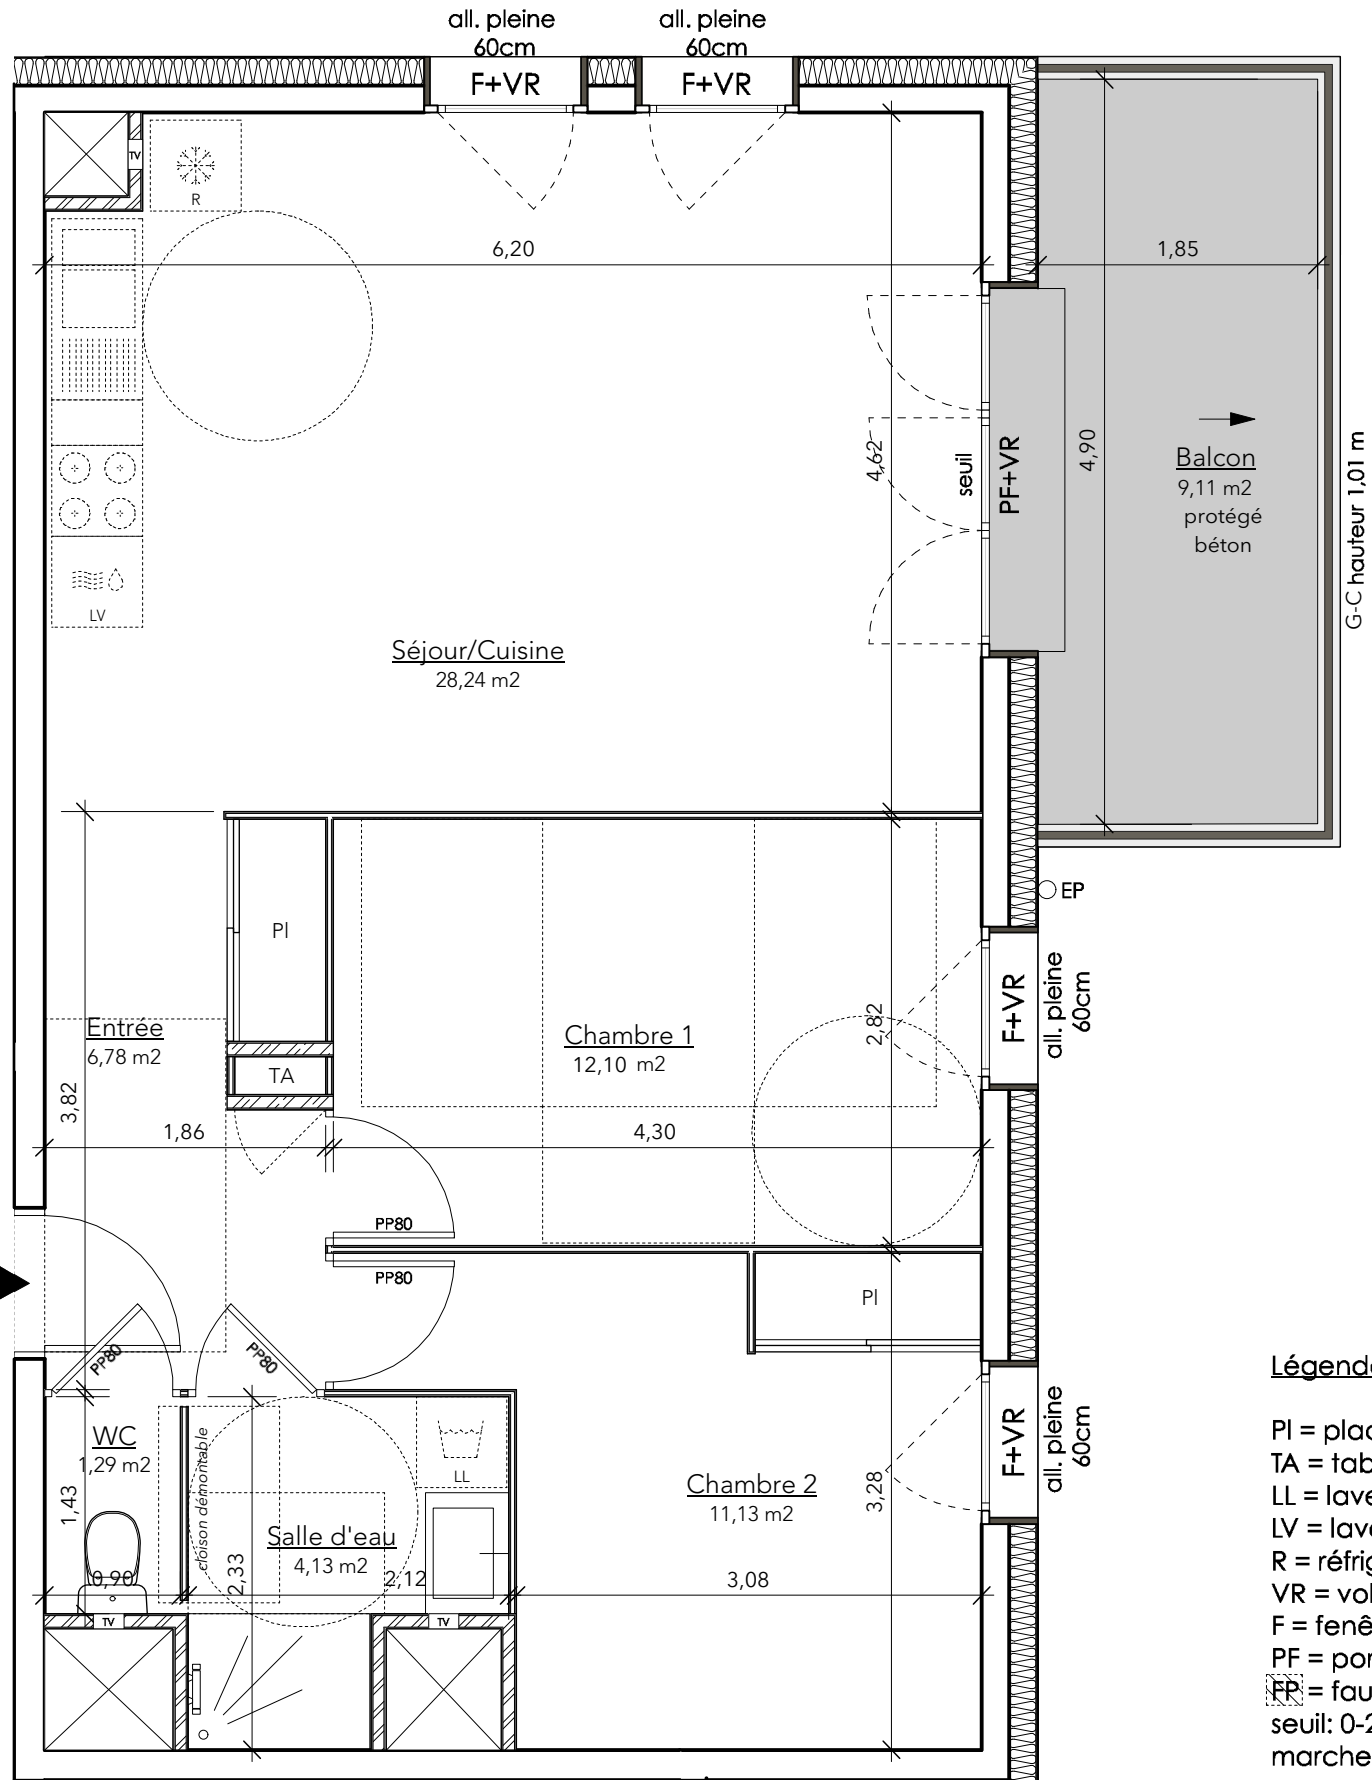 all. pleine
60cm
all. pleine
60cm
F+VR
F+VR
TV
R
6,20
1,85
4,62
seuil
PF+VR
4,90
Balcon
9,11 m2
protégé
béton
G-C hauteur 1,01 m
LV
Séjour/Cuisine
28,24 m2
EP
Pl
Entrée
6,78 m2
3,82
TA
Chambre 1
12,10 m2
2,82
F+VR
all. pleine
60cm
1,86
4,30
PP80
PP80
Pl
PP80
PP80
WC
1,29 m2
1,43
0,90
cloison démontable
LL
Salle d'eau
4,13 m2
2,33
2,12
Chambre 2
11,13 m2
3,28
3,08
F+VR
all. pleine
60cm
TV
TV
Légend
Pl = pla
TA = tab
LL = lave
LV = lav
R = réfri
VR = vol
F = fenê
PF = por
FP = fau
seuil: 0-2
marche